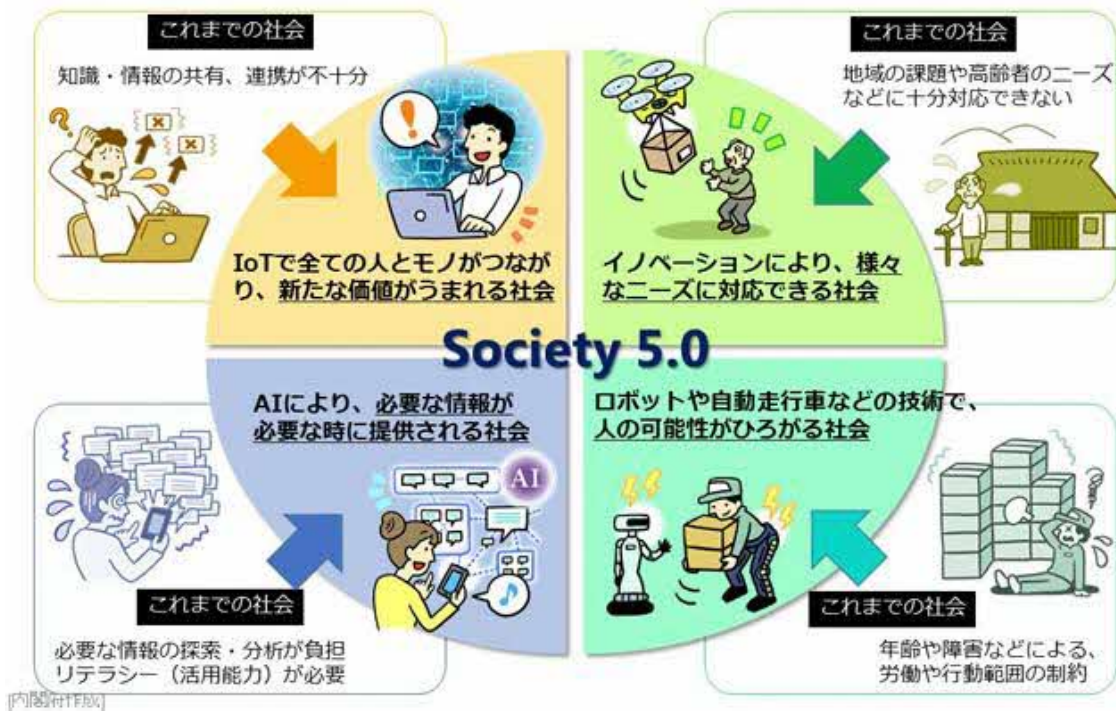 これまでの社会
知識・情報の共有、連携が不十分
IoTで全ての人とモノがつなが
り、新たな価値がうまれる社会
これまでの社会
地域の課題や高齢者のニーズ
などに十分対応できない
イノベーションにより、様々
なニーズに対応できる社会
Society 5.0
AIにより、必要な情報が
必要な時に提供される社会
AI
これまでの社会
必要な情報の探索・分析が負担
リテラシー（活用能力）が必要
ロボットや自動走行車などの技術で、
人の可能性がひろがる社会
これまでの社会
年齢や障害などによる、
労働や行動範囲の制約
[内閣府作成]